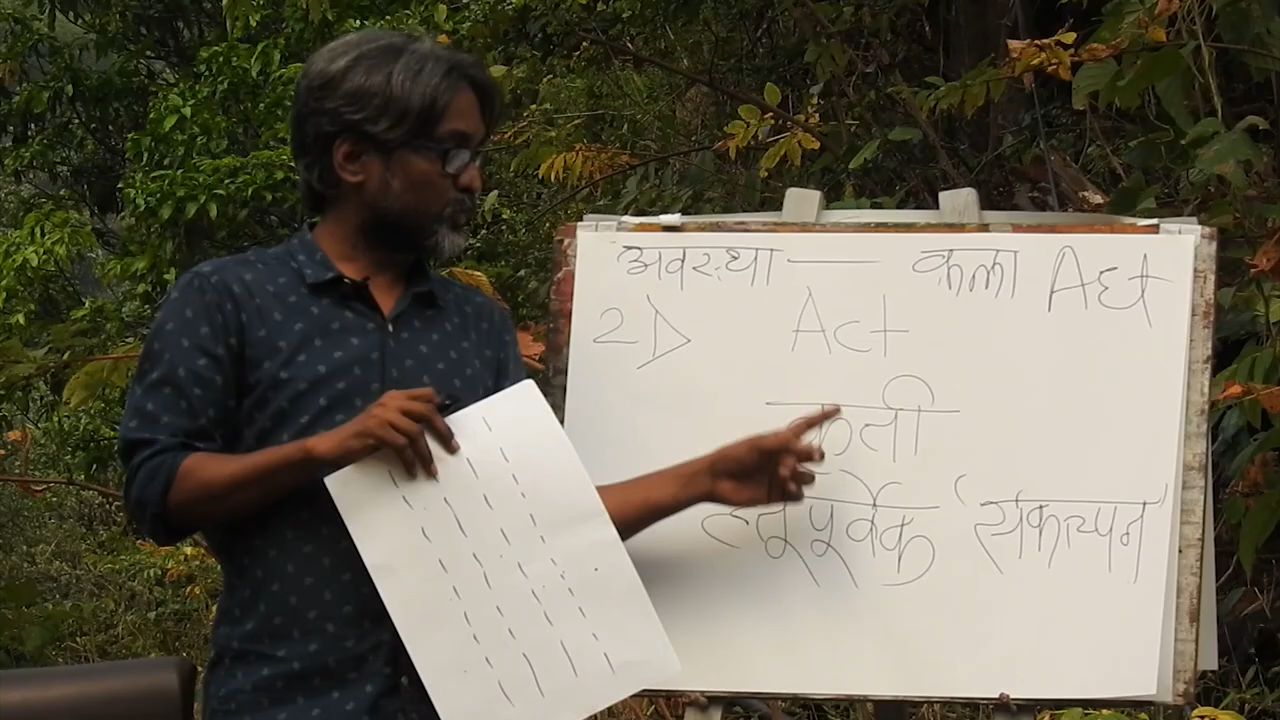 अवस्था — कला Act
2D Act
कृती
हेतूपूर्वक संकल्पन